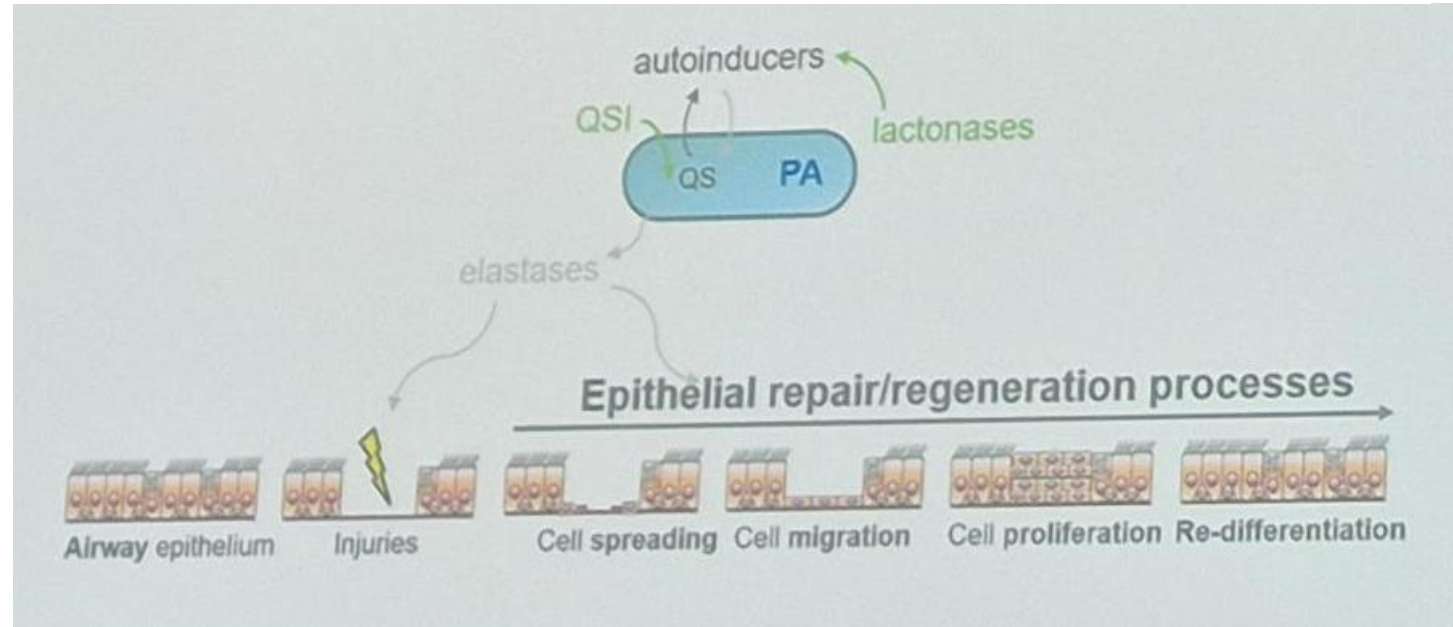 autoinducers
QSI
lactonases
QS
PA
elastases
Epithelial repair/regeneration processes
Airway epithelium
Injuries
Cell spreading
Cell migration
Cell proliferation
Re-differentiation